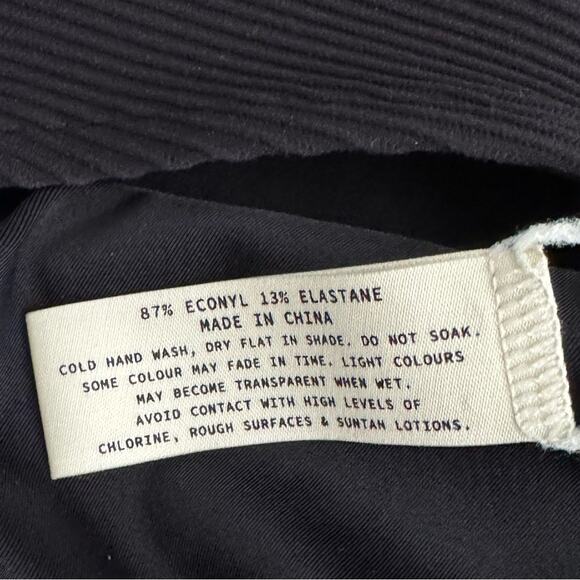 87% ECONYL 13% ELASTANE
MADE IN CHINA
COLD HAND WASH, DRY FLAT IN SHADE. DO NOT SOAK.
SOME COLOUR MAY FADE IN TIME. LIGHT COLOURS
MAY BECOME TRANSPARENT WHEN WET.
AVOID CONTACT WITH HIGH LEVELS OF
CHLORINE, ROUGH SURFACES & SUNTAN LOTIONS.